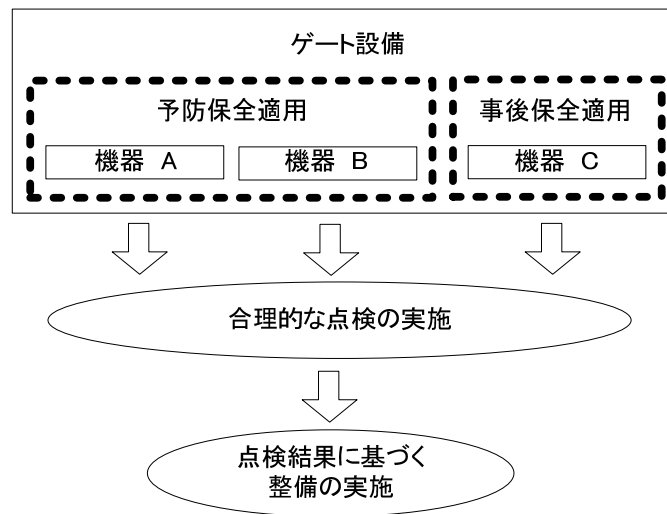 ゲート設備
予防保全適用
事後保全適用
機器 A
機器 B
機器 C
合理的な点検の実施
点検結果に基づく
整備の実施